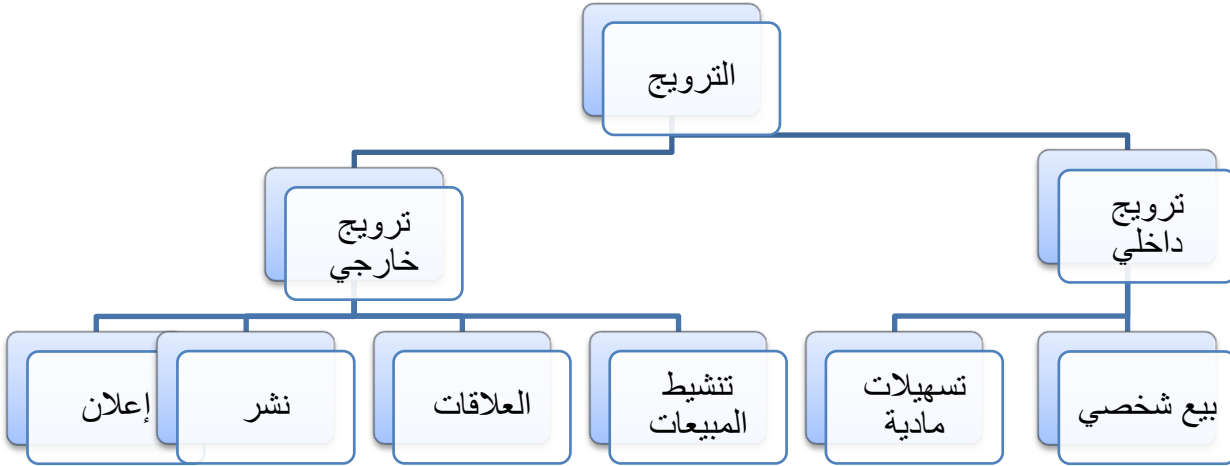 الترويج
ترويج
داخلي
ترويج
خارجي
بيع شخصي
تسهيلات
مادية
تنشيط
المبيعات
العلاقات
نشر
إعلان